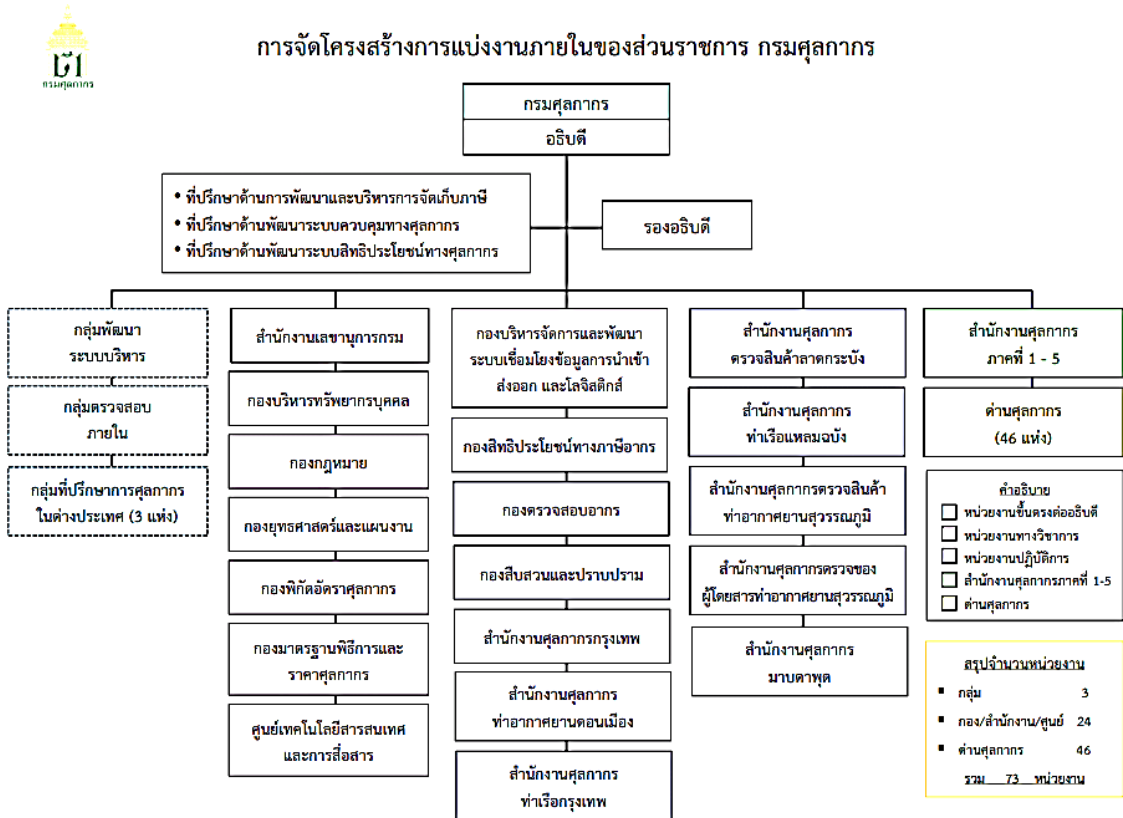 กรมศุลกากร
การจัดโครงสร้างการแบ่งงานภายในของส่วนราชการ กรมศุลกากร
กรมศุลกากร
อธิบดี
• ที่ปรึกษาด้านการพัฒนาและบริหารการจัดเก็บภาษี
• ที่ปรึกษาด้านพัฒนาระบบควบคุมทางศุลกากร
• ที่ปรึกษาด้านพัฒนาระบบสิทธิประโยชน์ทางศุลกากร
รองอธิบดี
กลุ่มพัฒนา
ระบบบริหาร
กลุ่มตรวจสอบ
ภายใน
กลุ่มที่ปรึกษาการศุลกากร
ในต่างประเทศ (3 แห่ง)
สำนักงานเลขานุการกรม
กองบริหารทรัพยากรบุคคล
กองกฎหมาย
กองยุทธศาสตร์และแผนงาน
กองพิกัดอัตราศุลกากร
กองมาตรฐานพิธีการและ
ราคาศุลกากร
ศูนย์เทคโนโลยีสารสนเทศ
และการสื่อสาร
กองบริหารจัดการและพัฒนา
ระบบเชื่อมโยงข้อมูลการนำเข้า
ส่งออก และโลจิสติกส์
กองสิทธิประโยชน์ทางภาษีอากร
กองตรวจสอบอากร
กองสืบสวนและปราบปราม
สำนักงานศุลกากรกรุงเทพ
สำนักงานศุลกากร
ท่าอากาศยานดอนเมือง
สำนักงานศุลกากร
ท่าเรือกรุงเทพ
สำนักงานศุลกากร
ตรวจสินค้าลาดกระบัง
สำนักงานศุลกากร
ท่าเรือแหลมฉบัง
สำนักงานศุลกากรตรวจสินค้า
ท่าอากาศยานสุวรรณภูมิ
สำนักงานศุลกากรตรวจของ
ผู้โดยสารท่าอากาศยานสุวรรณภูมิ
สำนักงานศุลกากร
มาบตาพุด
สำนักงานศุลกากร
ภาคที่ 1 - 5
ด่านศุลกากร
(46 แห่ง)
คำอธิบาย
หน่วยงานขึ้นตรงต่ออธิบดี
หน่วยงานทางวิชาการ
หน่วยงานปฏิบัติการ
สำนักงานศุลกากรภาคที่ 1-5
ด่านศุลกากร
สรุปจำนวนหน่วยงาน
▪ กลุ่ม 3
▪ กอง/สำนักงาน/ศูนย์ 24
▪ ด่านศุลกากร 46
รวม 73 หน่วยงาน